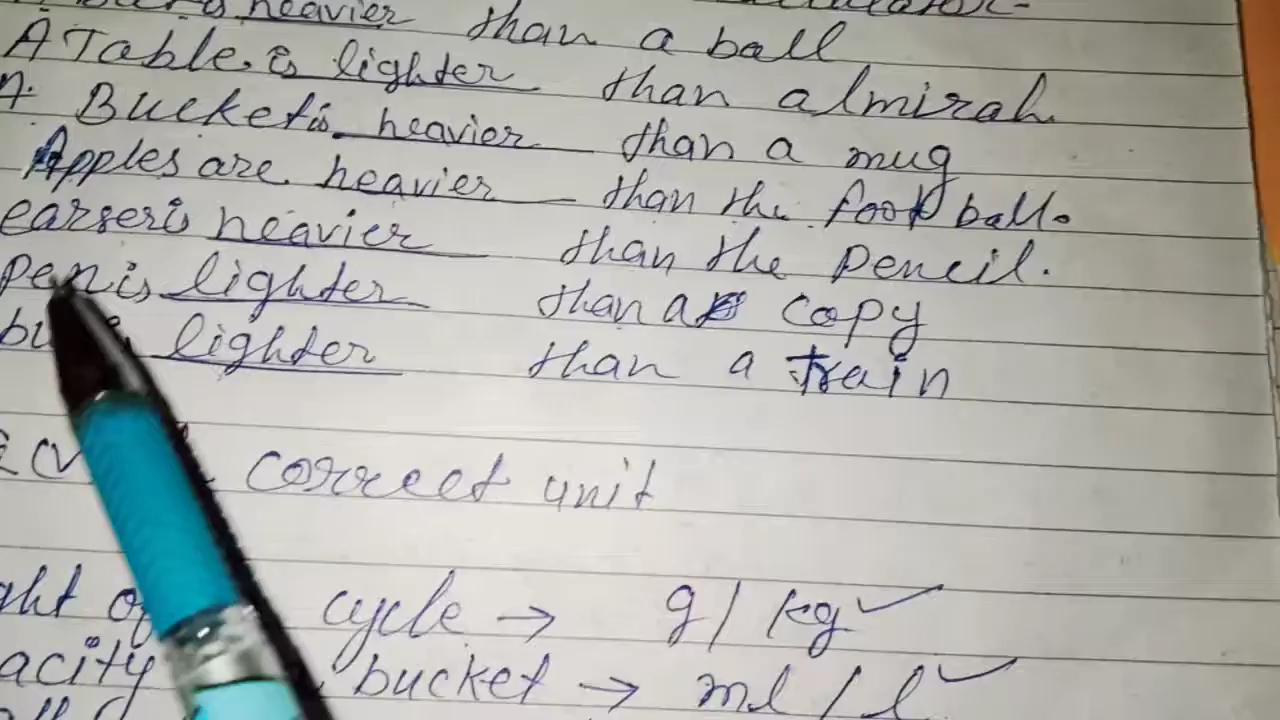 heavier than a ball
A Table is lighter than almirah.
A. Bucket is heavier than a mug
Apples are heavier than the football.
earser is heavier than the Pencil.
Pen is lighter than a copy
lighter than a train
correct unit
cycle → g/kg ✓
bucket → ml/l ✓